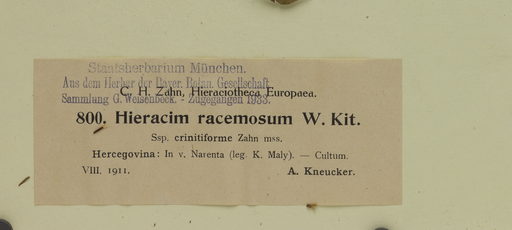 Staatsherbarium München.
Aus dem Herbar der Bayer. Botan. Gesellschaft
C. H. Zahn, Hieraciotheca Europaea.
Sammlung G. Weisenbeck. - Zugegangen 1933.
800. Hieracim racemosum W. Kit.
Ssp. crinitiforme Zahn mss.
Hercegovina: In v. Narenta (leg. K. Maly). — Cultum.
VIII. 1911. A. Kneucker.